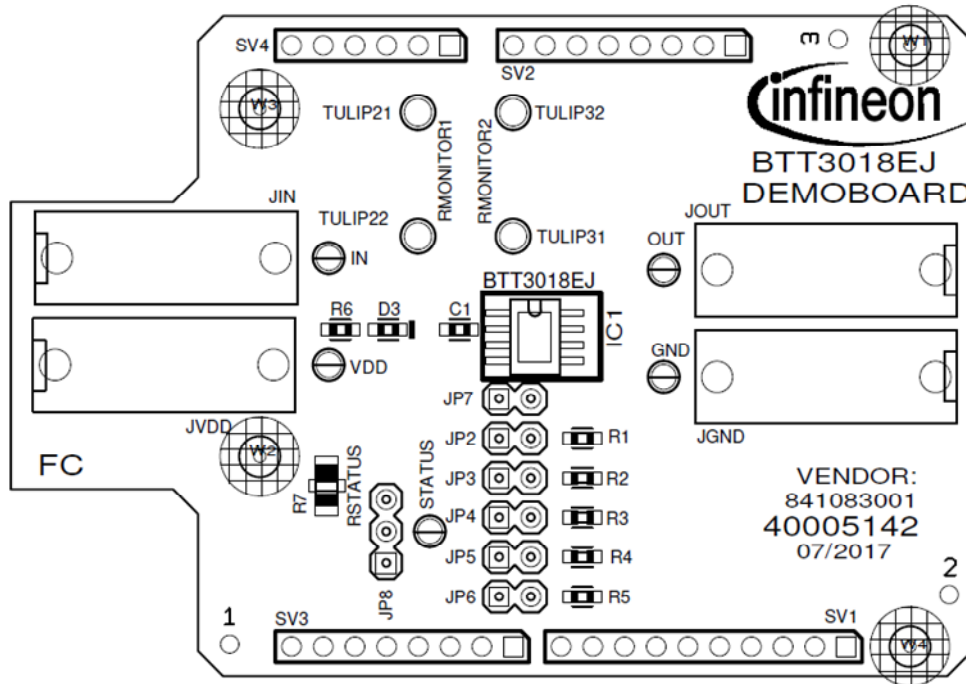 SV4
SV2
3
W1
W3
infineon
TULIP21
RMONITOR1
RMONITOR2
TULIP32
BTT3018EJ
DEMOBOARD
JIN
TULIP22
TULIP31
JOUT
IN
OUT
BTT3018EJ
R6
D3
C1
IC1
GND
VDD
JP7
JVDD
JP2
R1
JGND
W2
FC
STATUS
RSTATUS
R7
JP3
R2
VENDOR:
841083001
JP4
R3
40005142
07/2017
JP5
R4
2
JP8
JP6
R5
1
SV3
SV1
W4